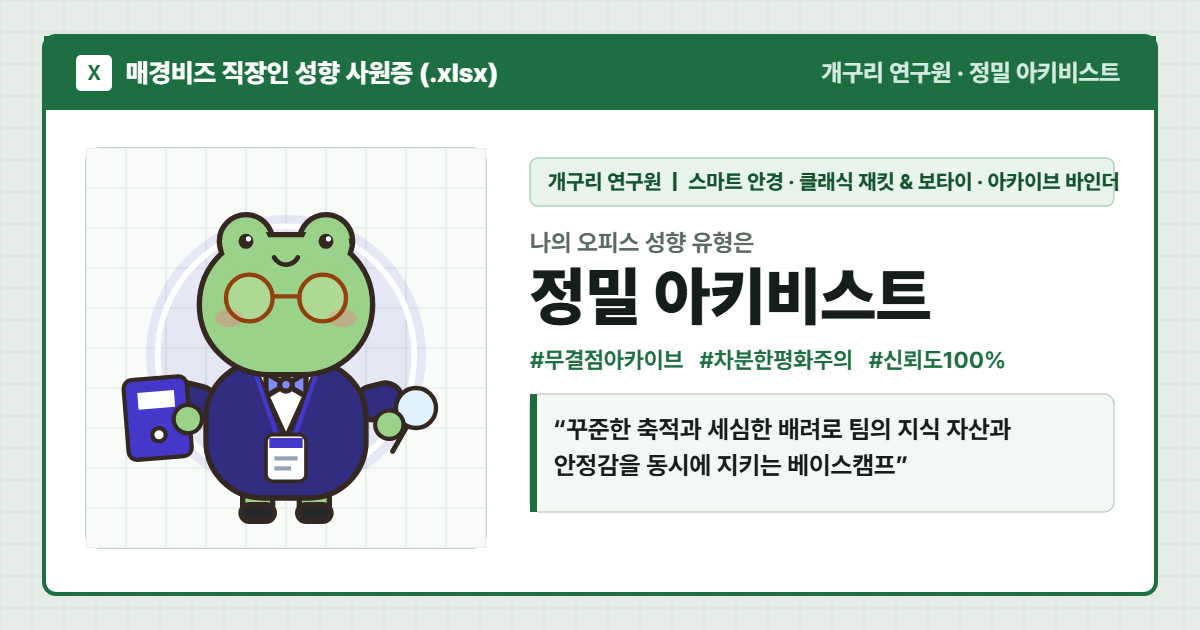 X 매경비즈 직장인 성향 사원증 (.xlsx)
개구리 연구원 · 정밀 아키비스트
개구리 연구원 | 스마트 안경 · 클래식 재킷 & 보타이 · 아카이브 바인더
나의 오피스 성향 유형은
정밀 아키비스트
#무결점아카이브 #차분한평화주의 #신뢰도100%
“꾸준한 축적과 세심한 배려로 팀의 지식 자산과
안정감을 동시에 지키는 베이스캠프”